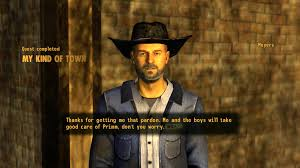 Quest completed
MY KIND OF TOWN
Meyers
Thanks for getting me that pardon. Me and the boys will take
good care of Primm, don't you worry.